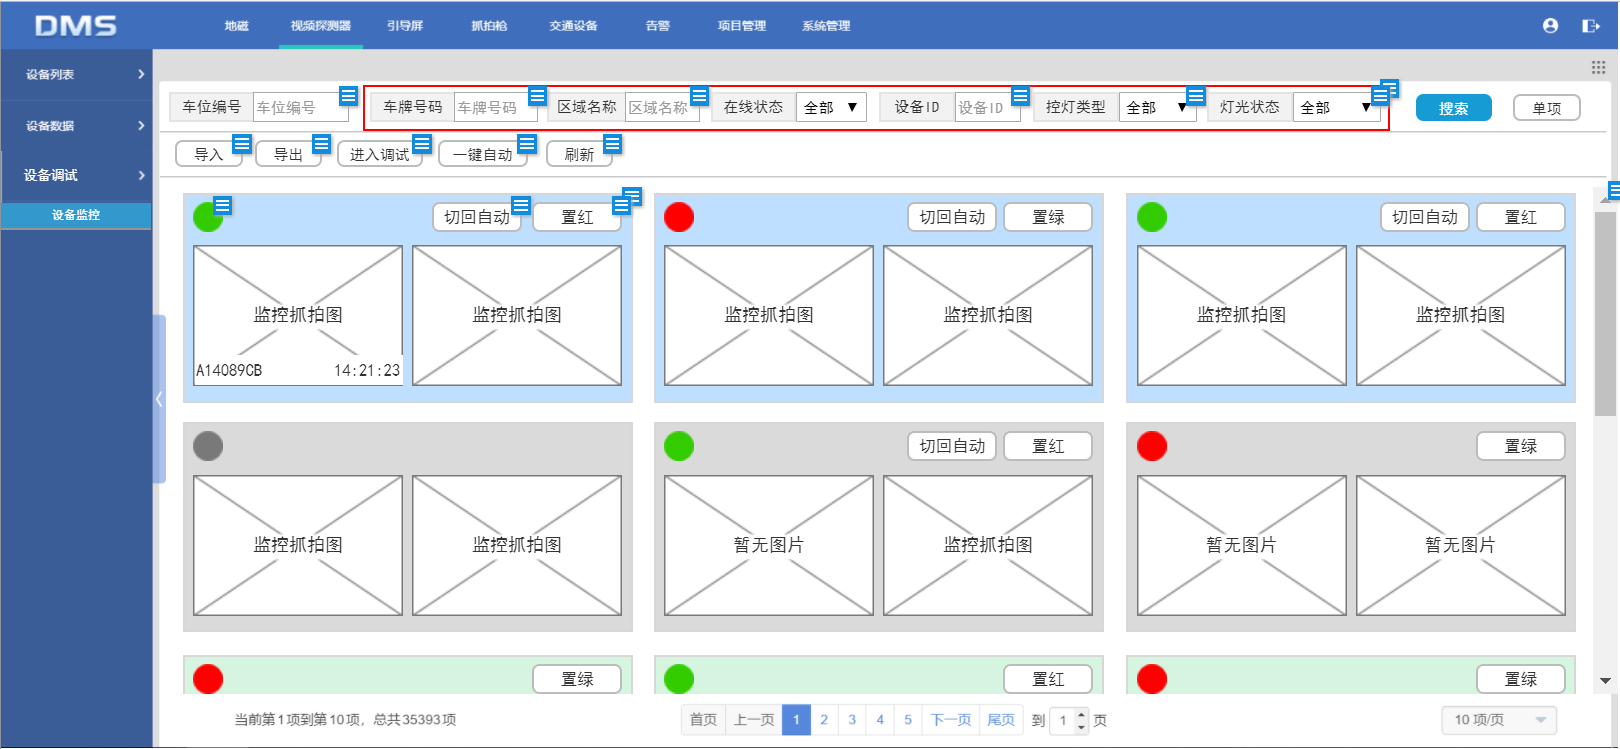 DMS
地磁 视频探测器 引导屏 抓拍枪 交通设备 告警 项目管理 系统管理
设备列表
设备数据
设备调试
设备监控
车位编号 车位编号 车牌号码 车牌号码 区域名称 区域名称 在线状态 全部 ▼ 设备ID 设备ID 控灯类型 全部 ▼ 灯光状态 全部 ▼ 搜索 单项
导入 导出 进入调试 一键自动 刷新
切回自动 置红 切回自动 置绿 切回自动 置红
监控抓拍图 监控抓拍图 监控抓拍图 监控抓拍图 监控抓拍图 监控抓拍图
A14089CB 14:21:23
切回自动 置红 置绿
监控抓拍图 监控抓拍图 暂无图片 监控抓拍图 暂无图片 暂无图片
置绿 置红 置绿
当前第1项到第10项，总共35393项 首页 上一页 1 2 3 4 5 下一页 尾页 到 1 页 10 项/页